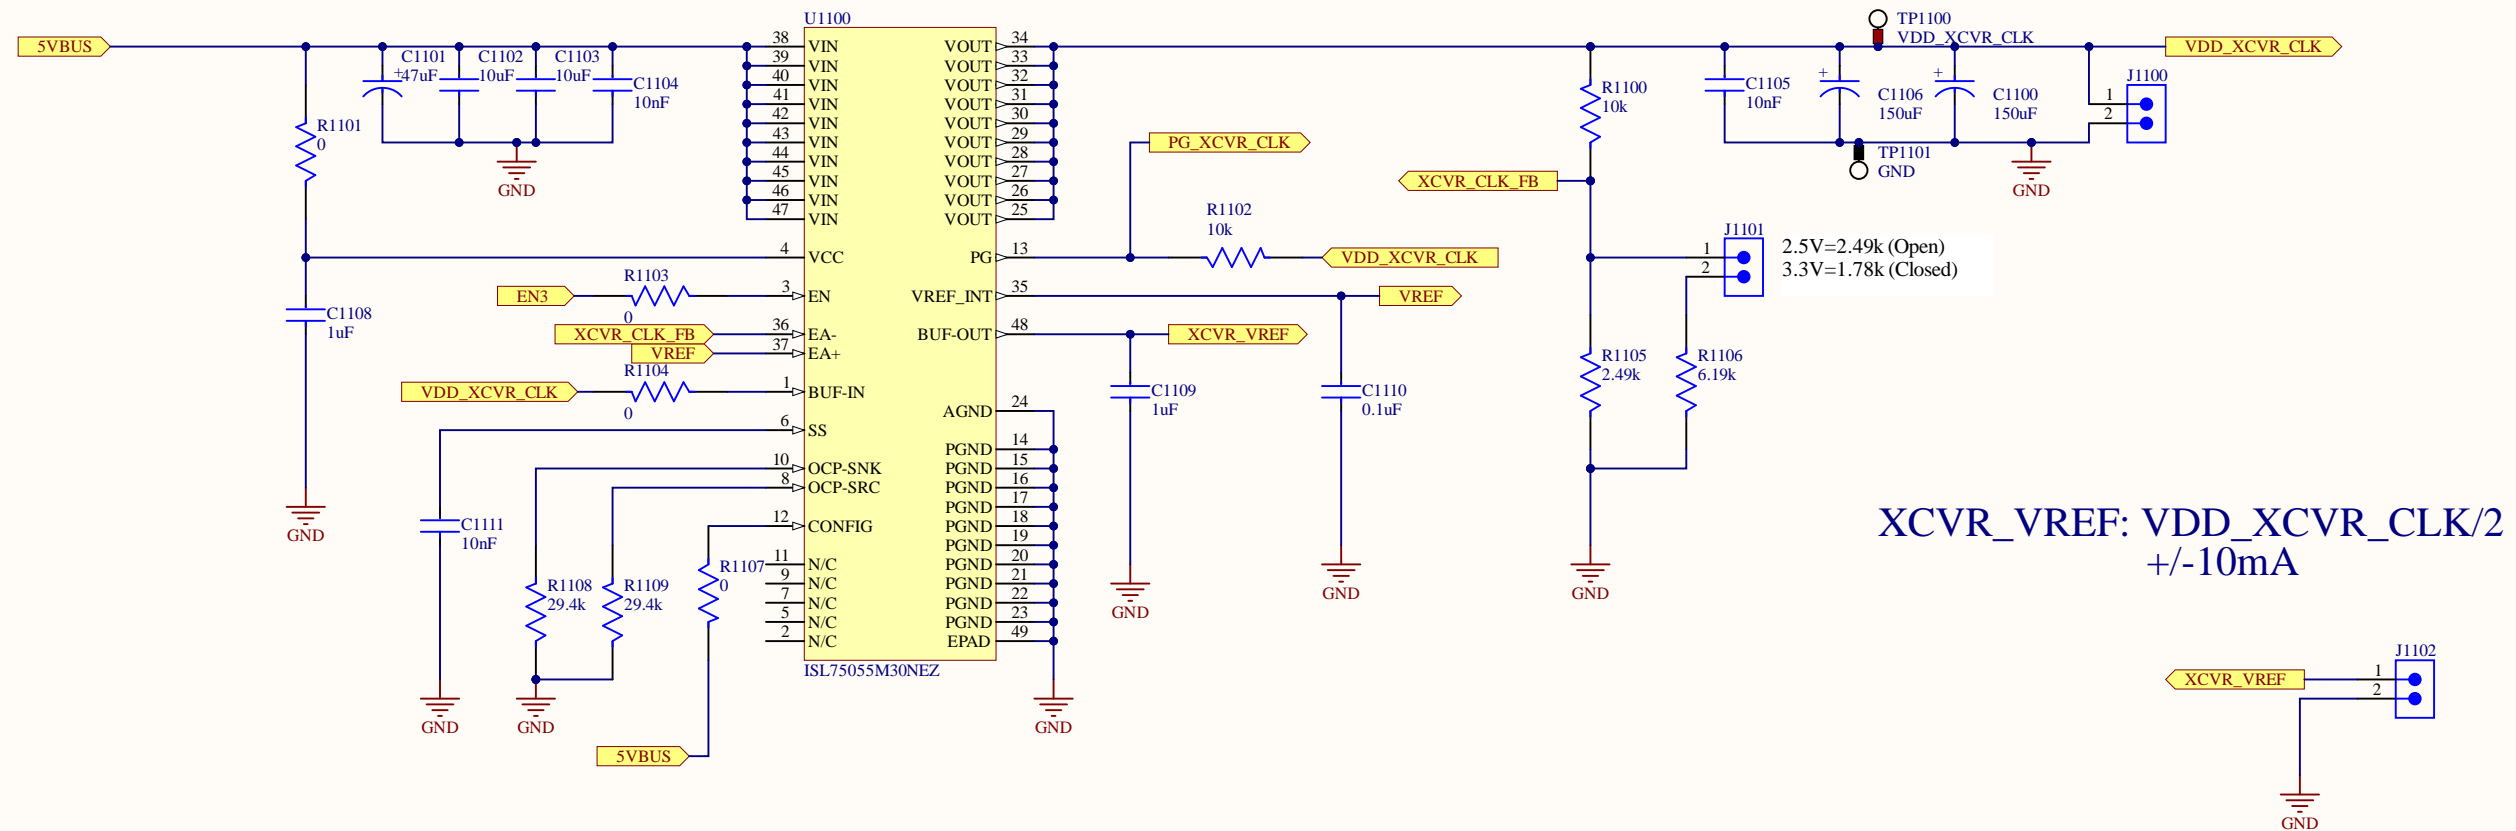 U1100
5VBUS
C1101
+
47uF
C1102
10uF
C1103
10uF
C1104
10nF
R1101
0
GND
C1108
1uF
GND
38 VIN
39 VIN
40 VIN
41 VIN
42 VIN
43 VIN
44 VIN
45 VIN
46 VIN
47 VIN
4 VCC
3 EN
36 EA-
37 EA+
1 BUF-IN
6 SS
10 OCP-SNK
8 OCP-SRC
12 CONFIG
11 N/C
9 N/C
7 N/C
5 N/C
2 N/C
VOUT 34
VOUT 33
VOUT 32
VOUT 31
VOUT 30
VOUT 29
VOUT 28
VOUT 27
VOUT 26
VOUT 25
PG 13
VREF_INT 35
BUF-OUT 48
AGND 24
PGND 14
PGND 15
PGND 16
PGND 17
PGND 18
PGND 19
PGND 20
PGND 21
PGND 22
PGND 23
EPAD 49
ISL75055M30NEZ
R1103
EN3
0
XCVR_CLK_FB
VREF
R1104
VDD_XCVR_CLK
0
C1111
10nF
GND
R1108
29.4k
R1109
29.4k
GND
R1107
0
5VBUS
PG_XCVR_CLK
R1102
10k
VDD_XCVR_CLK
VREF
XCVR_VREF
C1109
1uF
GND
C1110
0.1uF
GND
GND
TP1100
VDD_XCVR_CLK
VDD_XCVR_CLK
R1100
10k
C1105
10nF
+
C1106
150uF
+
C1100
150uF
J1100
1
2
TP1101
GND
GND
XCVR_CLK_FB
J1101
1
2
2.5V=2.49k (Open)
3.3V=1.78k (Closed)
R1105
2.49k
R1106
6.19k
GND
XCVR_VREF: VDD_XCVR_CLK/2
+/-10mA
J1102
XCVR_VREF
1
2
GND